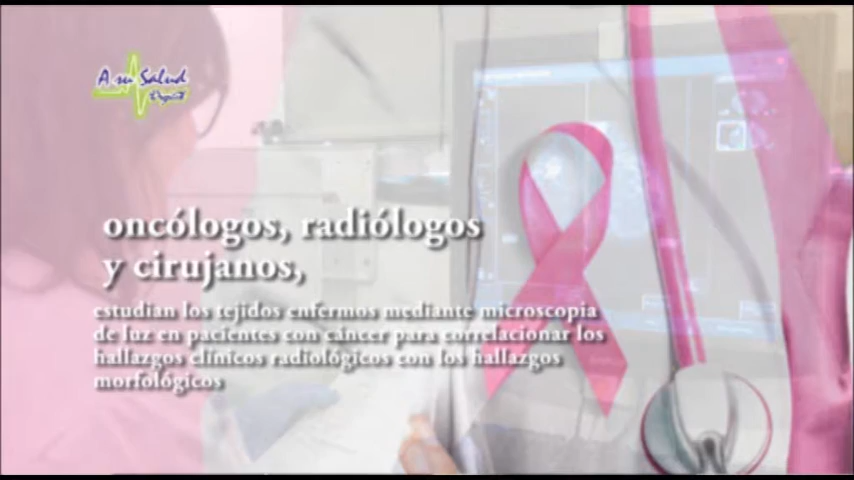 A su Salud
Digital
oncólogos, radiólogos
y cirujanos,
estudian los tejidos enfermos mediante microscopia
de luz en pacientes con cáncer para correlacionar los
hallazgos clínicos radiológicos con los hallazgos
morfológicos